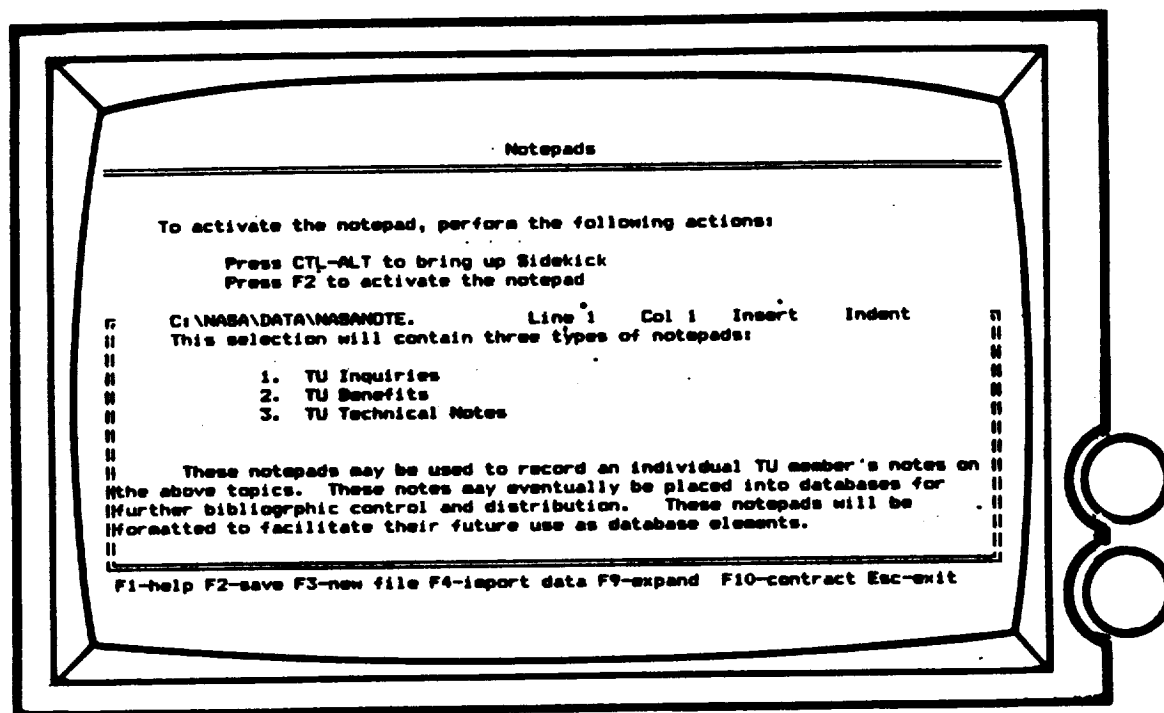 Notepads
To activate the notepad, perform the following actions:
Press CTL-ALT to bring up Sidekick
Press F2 to activate the notepad
C:\NASA\DATA\NASANOTE. Line 1 Col 1 Insert Indent
This selection will contain three types of notepads:
1. TU Inquiries
2. TU Benefits
3. TU Technical Notes
These notepads may be used to record an individual TU member's notes on
the above topics. These notes may eventually be placed into databases for
further bibliogrphic control and distribution. These notepads will be
formatted to facilitate their future use as database elements.
F1-help F2-save F3-new file F4-import data F9-expand F10-contract Esc-exit